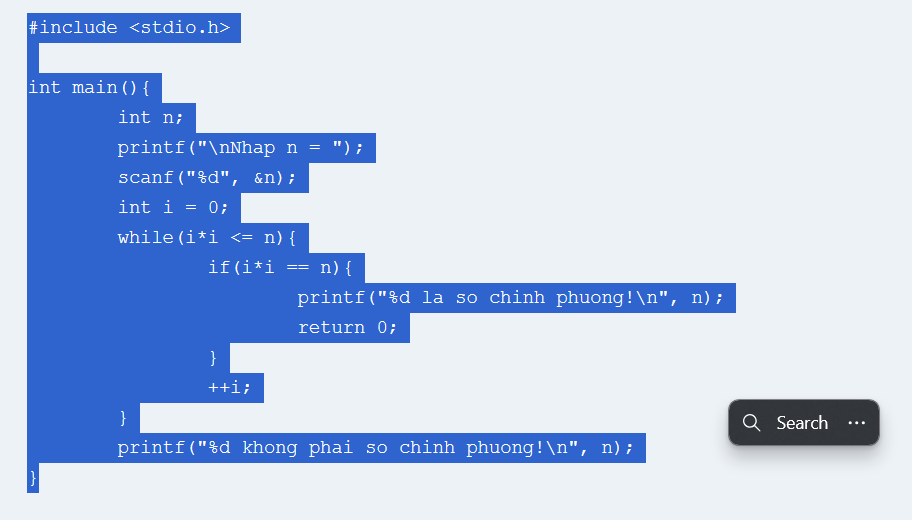 #include <stdio.h>
int main(){
int n;
printf("\nNhap n = ");
scanf("%d", &n);
int i = 0;
while(i*i <= n){
if(i*i == n){
printf("%d la so chinh phuong!\n", n);
return 0;
}
++i;
}
printf("%d khong phai so chinh phuong!\n", n);
}
Search